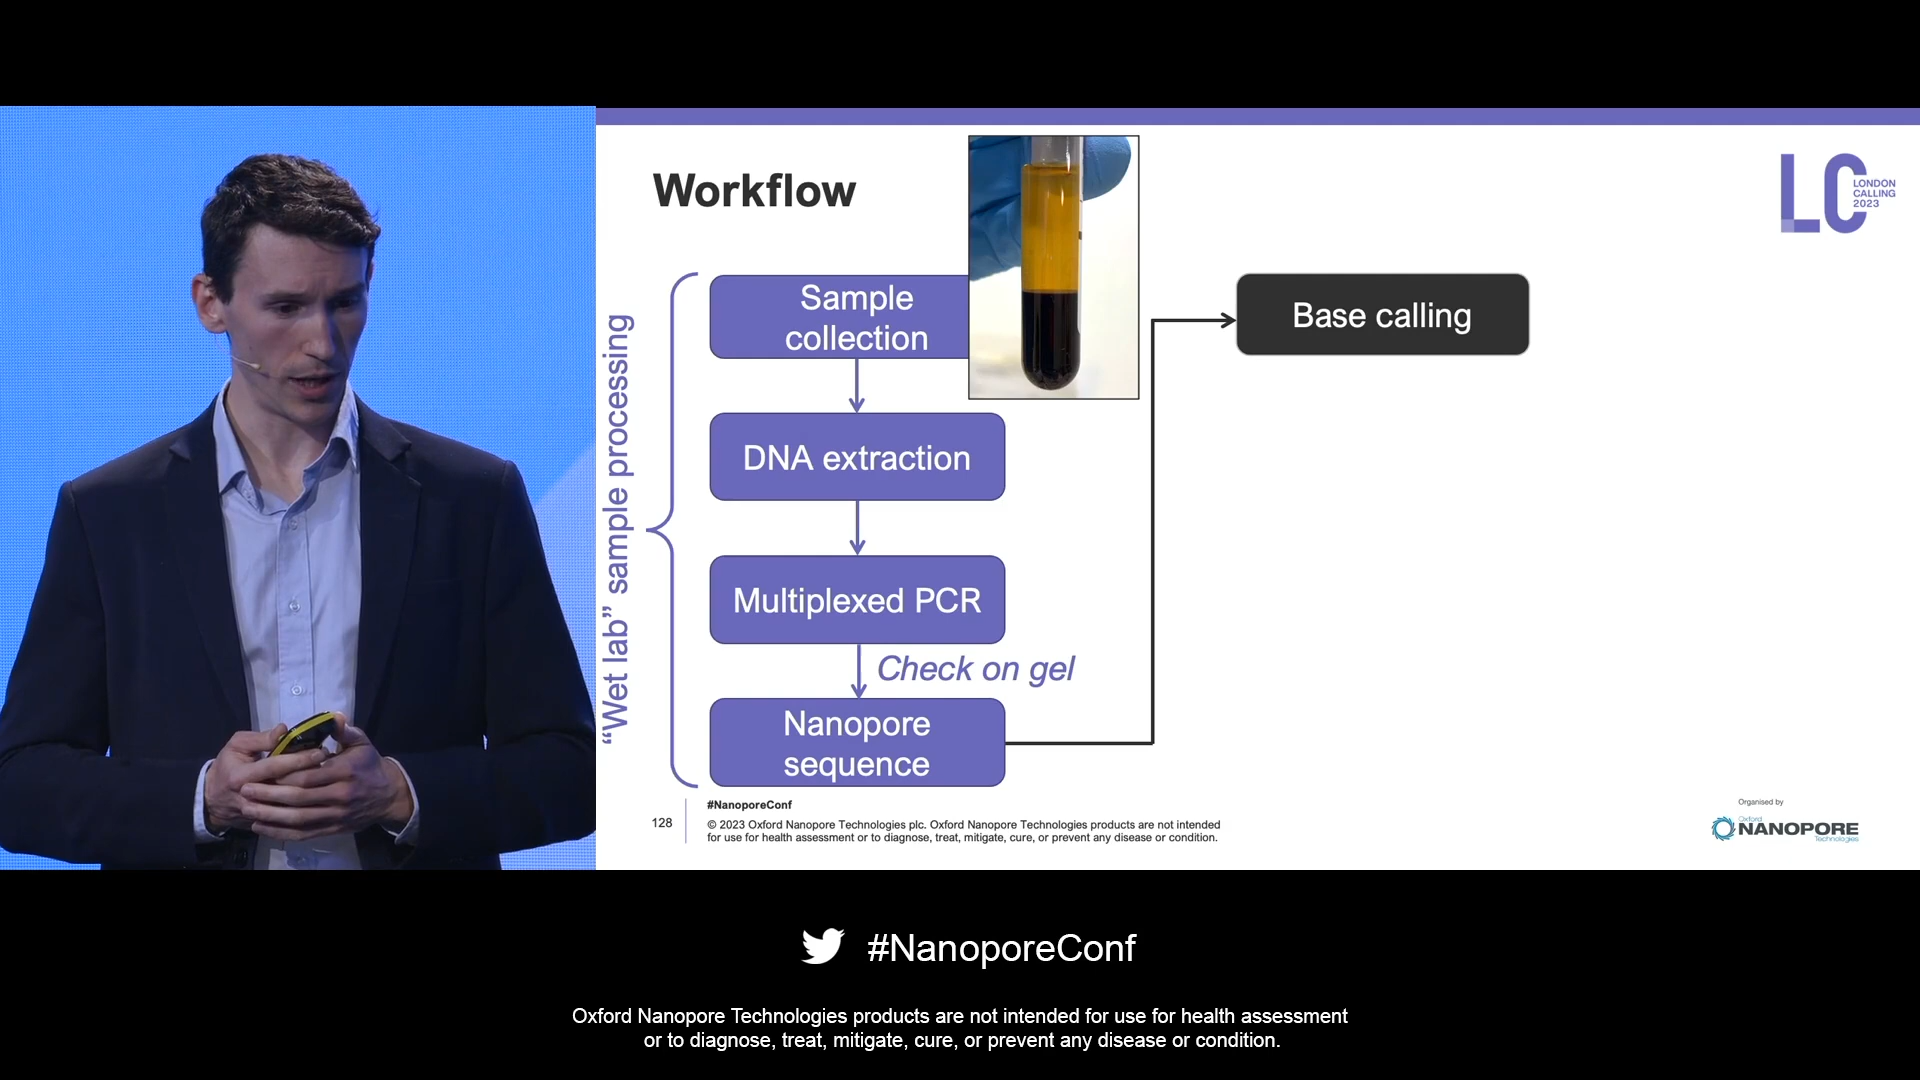 Workflow
LONDON
CALLING
2023
"Wet lab" sample processing
Sample
collection
DNA extraction
Multiplexed PCR
Check on gel
Nanopore
sequence
Base calling
128
#NanoporeConf
© 2023 Oxford Nanopore Technologies plc. Oxford Nanopore Technologies products are not intended
for use for health assessment or to diagnose, treat, mitigate, cure, or prevent any disease or condition.
Organised by
Oxford
NANOPORE
Technologies
#NanoporeConf
Oxford Nanopore Technologies products are not intended for use for health assessment
or to diagnose, treat, mitigate, cure, or prevent any disease or condition.